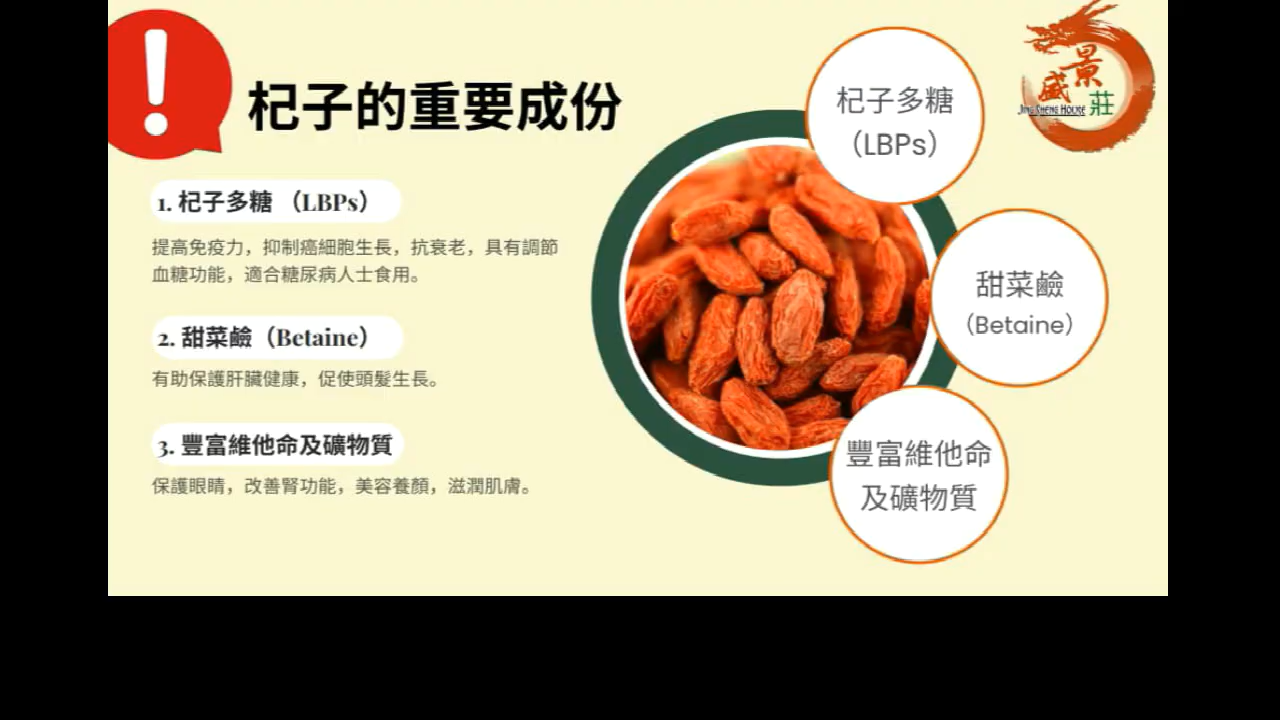 杞子的重要成份
1. 杞子多糖 （LBPs）
提高免疫力，抑制癌細胞生長，抗衰老，具有調節
血糖功能，適合糖尿病人士食用。
2. 甜菜鹼（Betaine）
有助保護肝臟健康，促使頭髮生長。
3. 豐富維他命及礦物質
保護眼睛，改善腎功能，美容養顏，滋潤肌膚。
杞子多糖
（LBPs）
甜菜鹼
（Betaine）
豐富維他命
及礦物質
景
盛
莊
JING SHENG HOUSE